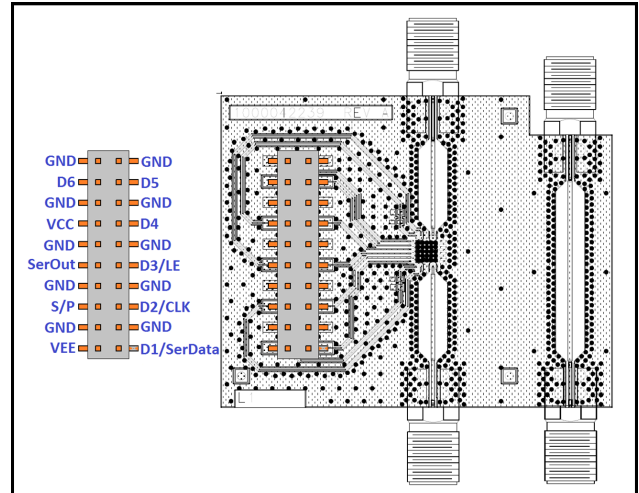 GND GND
D6 D5
GND GND
VCC D4
GND GND
SerOut D3/LE
GND GND
S/P D2/CLK
GND GND
VEE D1/SerData